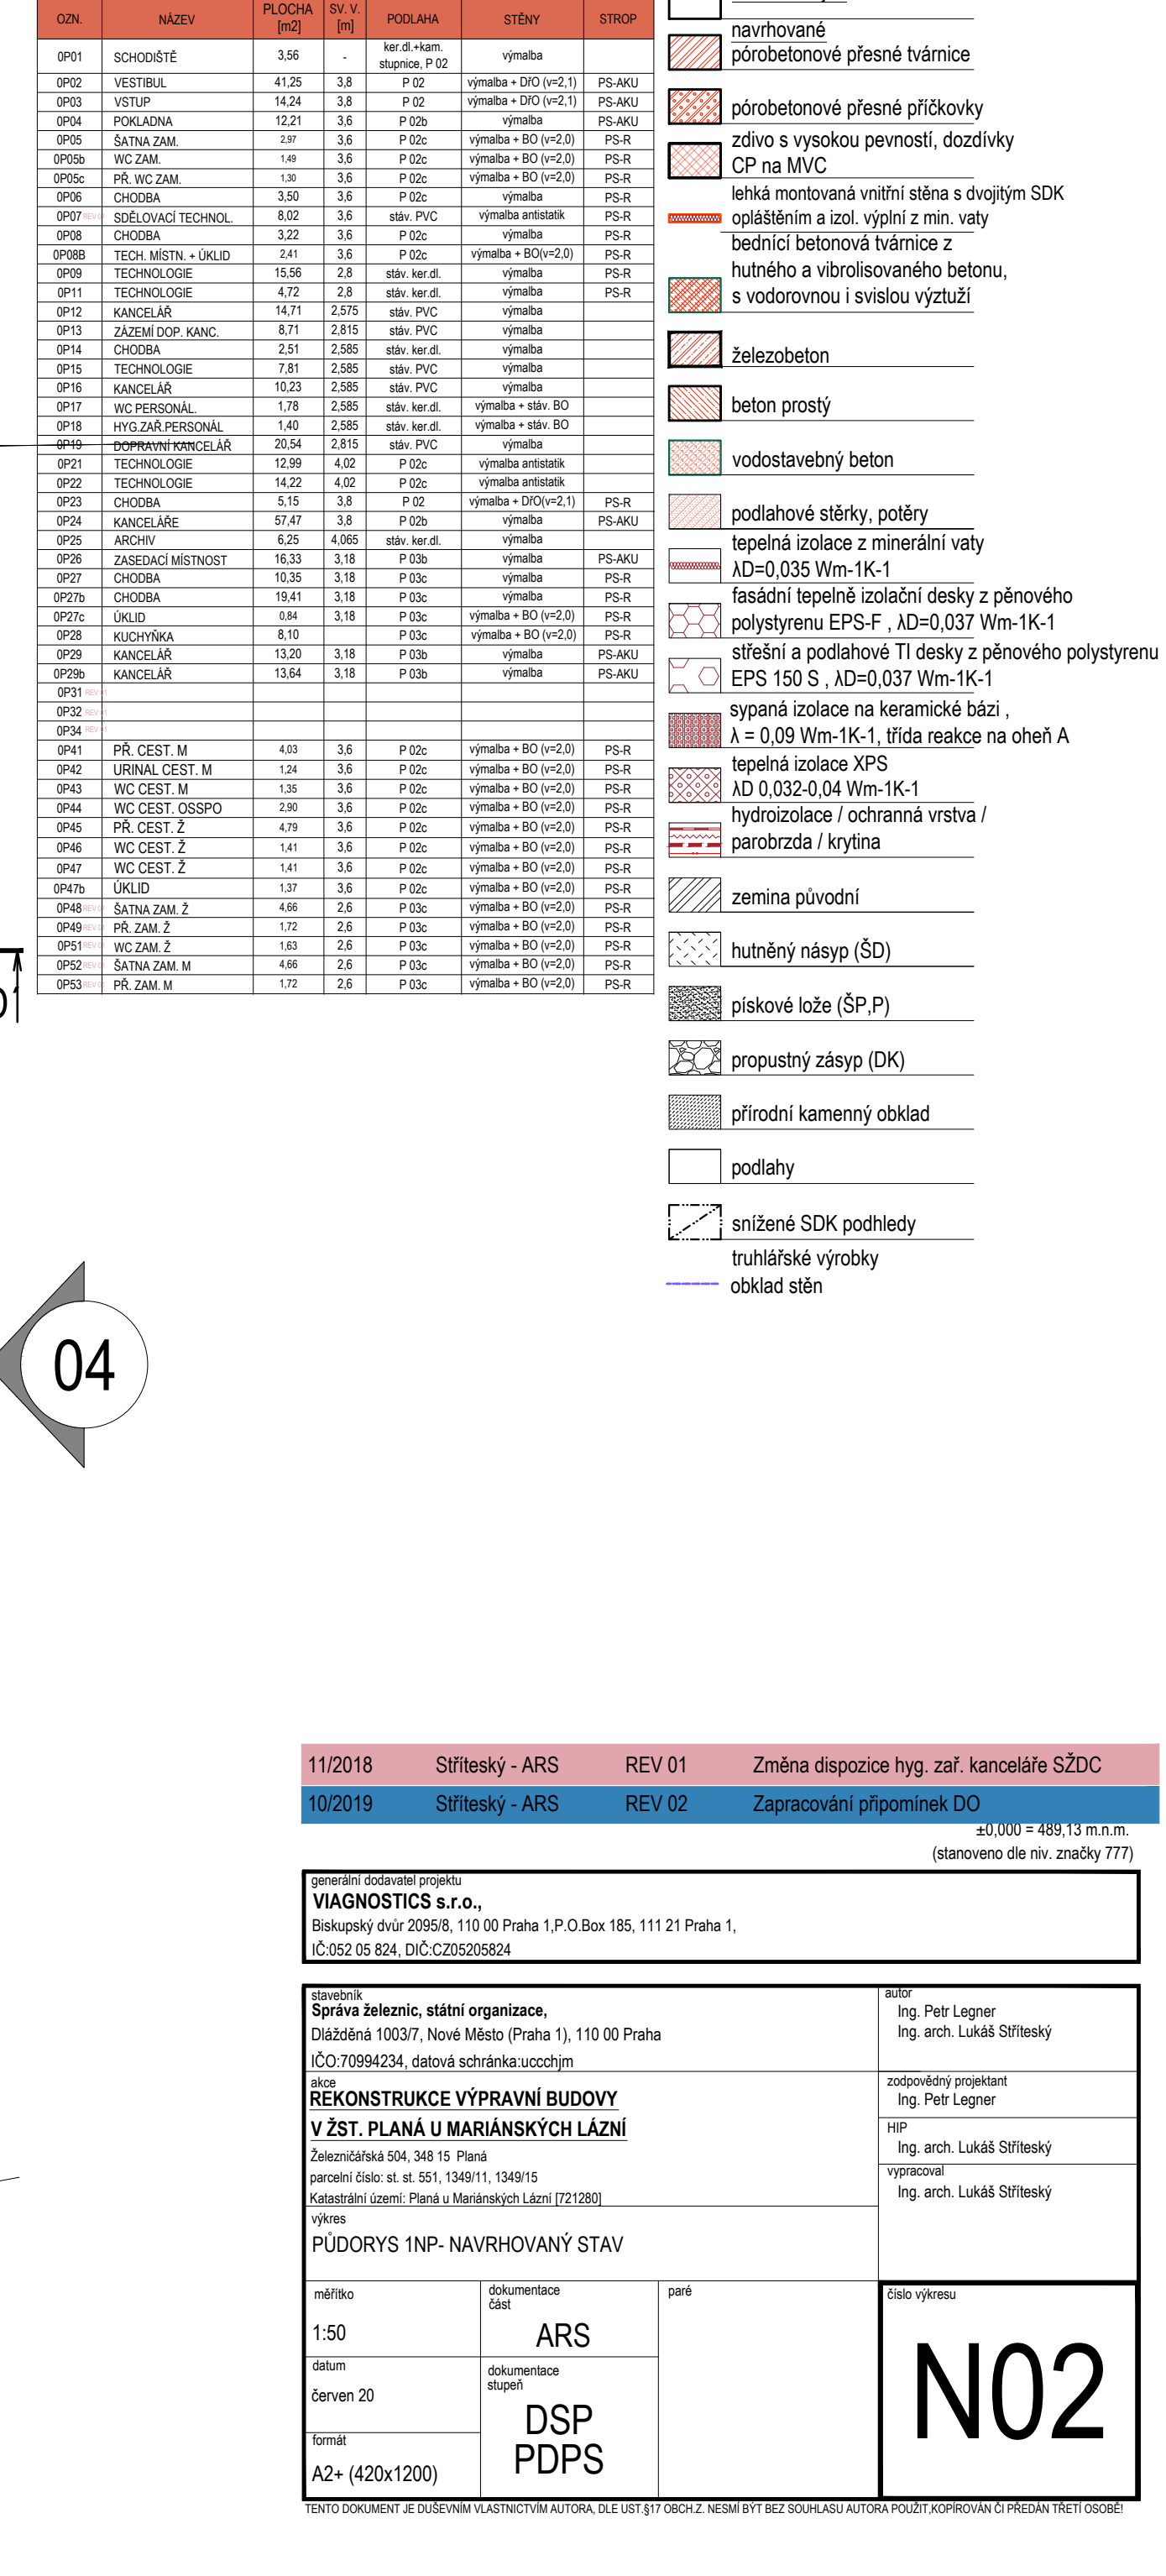 OZN. NÁZEV PLOCHA [m2] SV. V. [m] PODLAHA STĚNY STROP
0P01 SCHODIŠTĚ 3,56 - ker.dl.+kam. stupnice, P 02 výmalba
0P02 VESTIBUL 41,25 3,8 P 02 výmalba + DřO (v=2,1) PS-AKU
0P03 VSTUP 14,24 3,8 P 02 výmalba + DřO (v=2,1) PS-AKU
0P04 POKLADNA 12,21 3,6 P 02b výmalba PS-AKU
0P05 ŠATNA ZAM. 2,97 3,6 P 02c výmalba + BO (v=2,0) PS-R
0P05b WC ZAM. 1,49 3,6 P 02c výmalba + BO (v=2,0) PS-R
0P05c PŘ. WC ZAM. 1,30 3,6 P 02c výmalba + BO (v=2,0) PS-R
0P06 CHODBA 3,50 3,6 P 02c výmalba PS-R
0P07 SDĚLOVACÍ TECHNOL. 8,02 3,6 stáv. PVC výmalba antistatik PS-R
0P08 CHODBA 3,22 3,6 P 02c výmalba PS-R
0P08B TECH. MÍSTN. + ÚKLID 2,41 3,6 P 02c výmalba + BO(v=2,0) PS-R
0P09 TECHNOLOGIE 15,56 2,8 stáv. ker.dl. výmalba PS-R
0P11 TECHNOLOGIE 4,72 2,8 stáv. ker.dl. výmalba PS-R
0P12 KANCELÁŘ 14,71 2,575 stáv. PVC výmalba
0P13 ZÁZEMÍ DOP. KANC. 8,71 2,815 stáv. PVC výmalba
0P14 CHODBA 2,51 2,585 stáv. ker.dl. výmalba
0P15 TECHNOLOGIE 7,81 2,585 stáv. PVC výmalba
0P16 KANCELÁŘ 10,23 2,585 stáv. PVC výmalba
0P17 WC PERSONÁL. 1,78 2,585 stáv. ker.dl. výmalba + stáv. BO
0P18 HYG.ZAŘ.PERSONÁL 1,40 2,585 stáv. ker.dl. výmalba + stáv. BO
0P19 DOPRAVNÍ KANCELÁŘ 20,54 2,815 stáv. PVC výmalba
0P21 TECHNOLOGIE 12,99 4,02 P 02c výmalba antistatik
0P22 TECHNOLOGIE 14,22 4,02 P 02c výmalba antistatik
0P23 CHODBA 5,15 3,8 P 02 výmalba + DřO(v=2,1) PS-R
0P24 KANCELÁŘE 57,47 3,8 P 02b výmalba PS-AKU
0P25 ARCHIV 6,25 4,065 stáv. ker.dl. výmalba
0P26 ZASEDACÍ MÍSTNOST 16,33 3,18 P 03b výmalba PS-AKU
0P27 CHODBA 10,35 3,18 P 03c výmalba PS-R
0P27b CHODBA 19,41 3,18 P 03c výmalba PS-R
0P27c ÚKLID 0,84 3,18 P 03c výmalba + BO (v=2,0) PS-R
0P28 KUCHYŇKA 8,10 P 03c výmalba + BO (v=2,0) PS-R
0P29 KANCELÁŘ 13,20 3,18 P 03b výmalba PS-AKU
0P29b KANCELÁŘ 13,64 3,18 P 03b výmalba PS-AKU
0P31 REV 01
0P32 REV 01
0P34 REV 01
0P41 PŘ. CEST. M 4,03 3,6 P 02c výmalba + BO (v=2,0) PS-R
0P42 URINAL CEST. M 1,24 3,6 P 02c výmalba + BO (v=2,0) PS-R
0P43 WC CEST. M 1,35 3,6 P 02c výmalba + BO (v=2,0) PS-R
0P44 WC CEST. OSSPO 2,90 3,6 P 02c výmalba + BO (v=2,0) PS-R
0P45 PŘ. CEST. Ž 4,79 3,6 P 02c výmalba + BO (v=2,0) PS-R
0P46 WC CEST. Ž 1,41 3,6 P 02c výmalba + BO (v=2,0) PS-R
0P47 WC CEST. Ž 1,41 3,6 P 02c výmalba + BO (v=2,0) PS-R
0P47b ÚKLID 1,37 3,6 P 02c výmalba + BO (v=2,0) PS-R
0P48 ŠATNA ZAM. Ž 4,66 2,6 P 03c výmalba + BO (v=2,0) PS-R
0P49 PŘ. ZAM. Ž 1,72 2,6 P 03c výmalba + BO (v=2,0) PS-R
0P51 WC ZAM. Ž 1,63 2,6 P 03c výmalba + BO (v=2,0) PS-R
0P52 ŠATNA ZAM. M 4,66 2,6 P 03c výmalba + BO (v=2,0) PS-R
0P53 PŘ. ZAM. M 1,72 2,6 P 03c výmalba + BO (v=2,0) PS-R
navrhované
pórobetonové přesné tvárnice
pórobetonové přesné příčkovky
zdivo s vysokou pevností, dozdívky
CP na MVC
lehká montovaná vnitřní stěna s dvojitým SDK
opláštěním a izol. výplní z min. vaty
bednící betonová tvárnice z
hutného a vibrolisovaného betonu,
s vodorovnou i svislou výztuží
železobeton
beton prostý
vodostavebný beton
podlahové stěrky, potěry
tepelná izolace z minerální vaty
λD=0,035 Wm-1K-1
fasádní tepelně izolační desky z pěnového
polystyrenu EPS-F , λD=0,037 Wm-1K-1
střešní a podlahové TI desky z pěnového polystyrenu
EPS 150 S , λD=0,037 Wm-1K-1
sypaná izolace na keramické bázi ,
λ = 0,09 Wm-1K-1, třída reakce na oheň A
tepelná izolace XPS
λD 0,032-0,04 Wm-1K-1
hydroizolace / ochranná vrstva /
parobrzda / krytina
zemina původní
hutněný násyp (ŠD)
pískové lože (ŠP,P)
propustný zásyp (DK)
přírodní kamenný obklad
podlahy
snížené SDK podhledy
truhlářské výrobky
obklad stěn
04
11/2018 Stříteský - ARS REV 01 Změna dispozice hyg. zař. kanceláře SŽDC
10/2019 Stříteský - ARS REV 02 Zapracování připomínek DO
±0,000 = 489,13 m.n.m.
(stanoveno dle niv. značky 777)
generální dodavatel projektu
VIAGNOSTICS s.r.o.,
Biskupský dvůr 2095/8, 110 00 Praha 1,P.O.Box 185, 111 21 Praha 1,
IČ:052 05 824, DIČ:CZ05205824
stavebník
Správa železnic, státní organizace,
Dlážděná 1003/7, Nové Město (Praha 1), 110 00 Praha
IČO:70994234, datová schránka:uccchjm
autor
Ing. Petr Legner
Ing. arch. Lukáš Stříteský
akce
REKONSTRUKCE VÝPRAVNÍ BUDOVY
V ŽST. PLANÁ U MARIÁNSKÝCH LÁZNÍ
Železničářská 504, 348 15 Planá
parcelní číslo: st. st. 551, 1349/11, 1349/15
Katastrální území: Planá u Mariánských Lázní [721280]
zodpovědný projektant
Ing. Petr Legner
HIP
Ing. arch. Lukáš Stříteský
vypracoval
Ing. arch. Lukáš Stříteský
výkres
PŮDORYS 1NP- NAVRHOVANÝ STAV
měřítko
1:50
dokumentace
část
ARS
paré
číslo výkresu
N02
datum
červen 20
dokumentace
stupeň
DSP
PDPS
formát
A2+ (420x1200)
TENTO DOKUMENT JE DUŠEVNÍM VLASTNICTVÍM AUTORA, DLE UST.§17 OBCH.Z. NESMÍ BÝT BEZ SOUHLASU AUTORA POUŽIT,KOPÍROVÁN ČI PŘEDÁN TŘETÍ OSOBĚ!